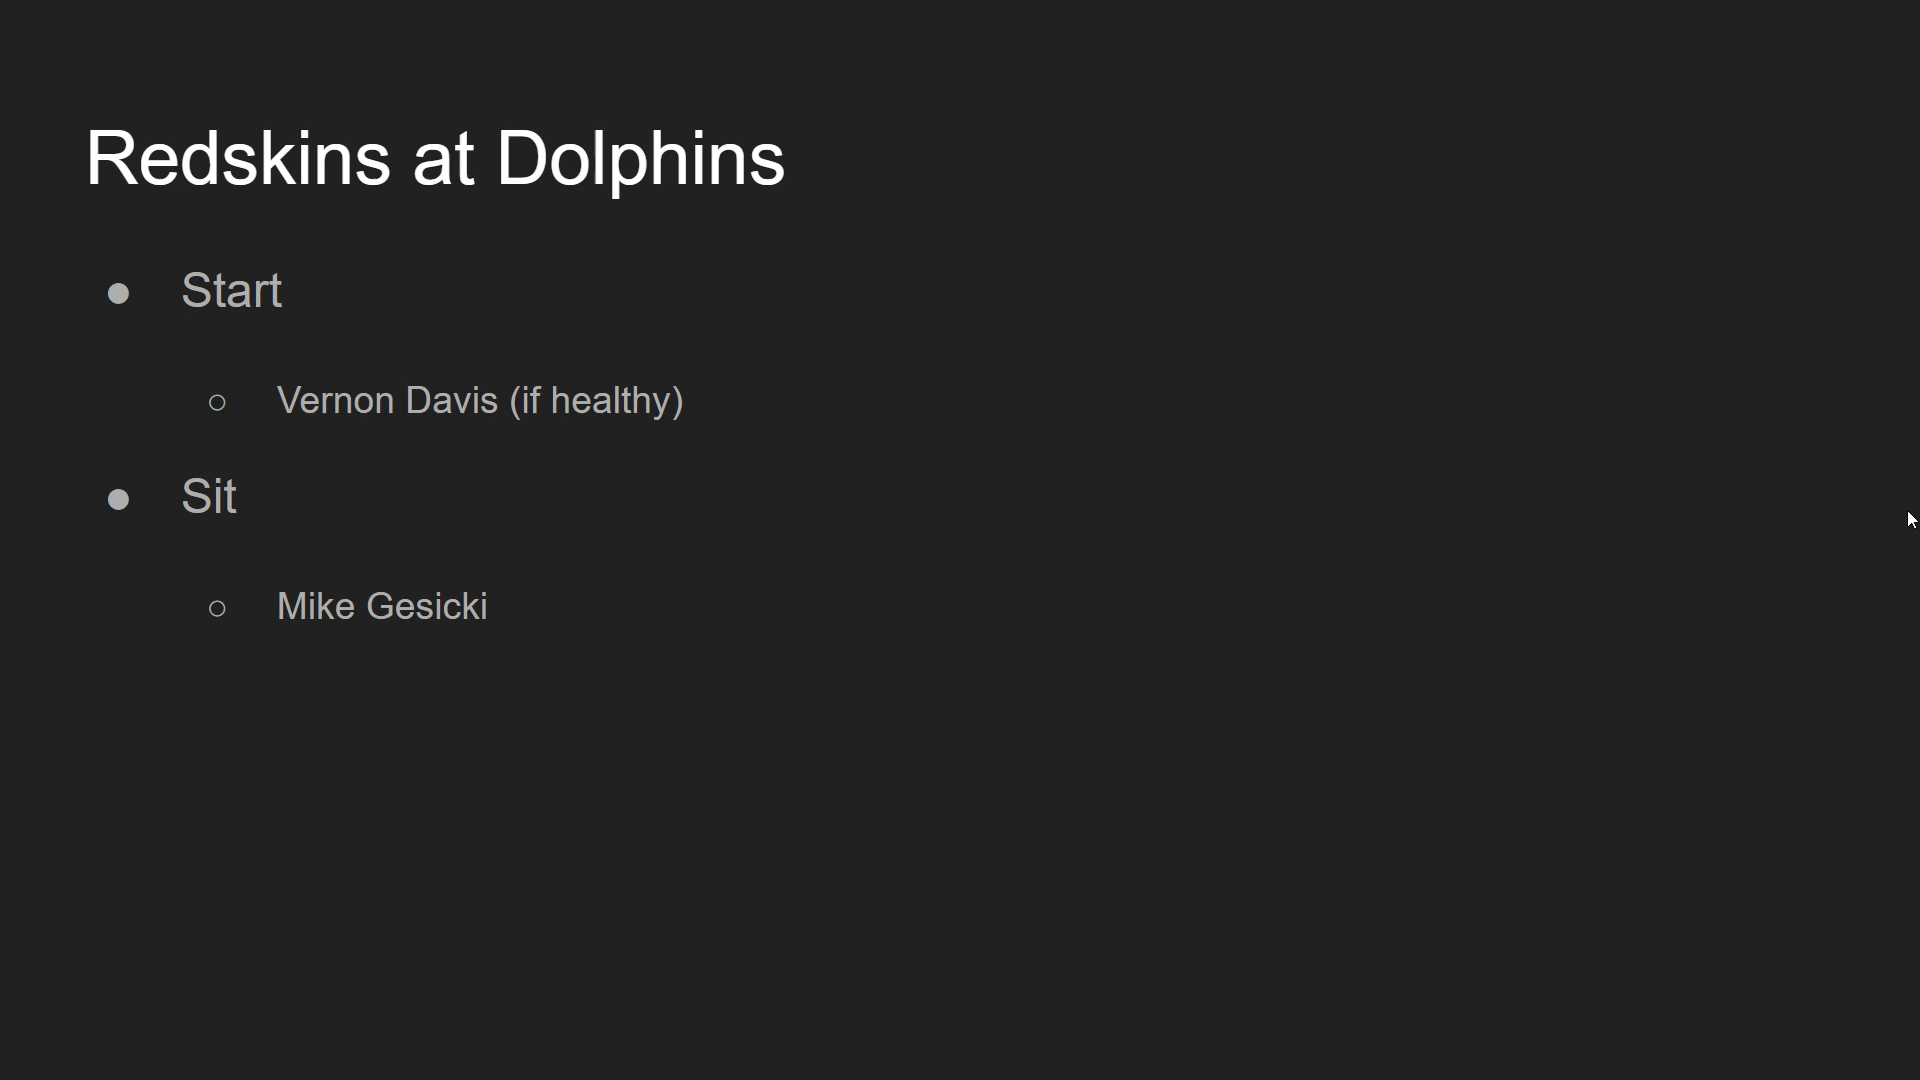 Redskins at Dolphins
● Start
○ Vernon Davis (if healthy)
● Sit
○ Mike Gesicki